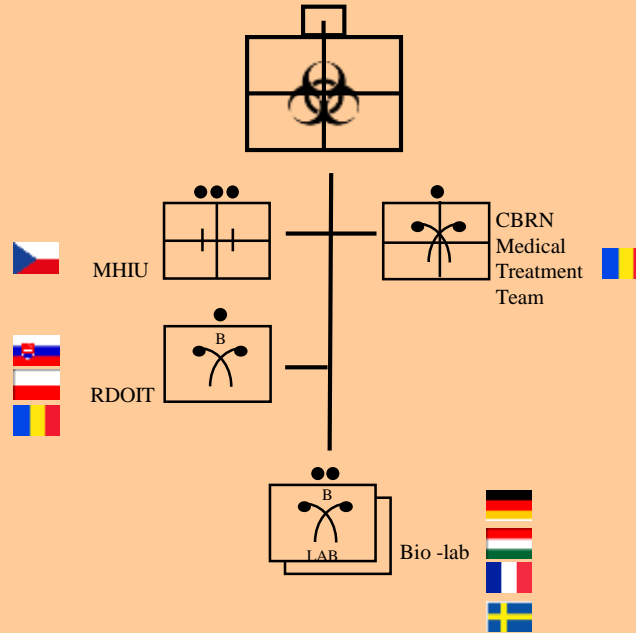 CBRN
Medical
Treatment
Team
MHIU
B
RDOIT
B
LAB
Bio -lab